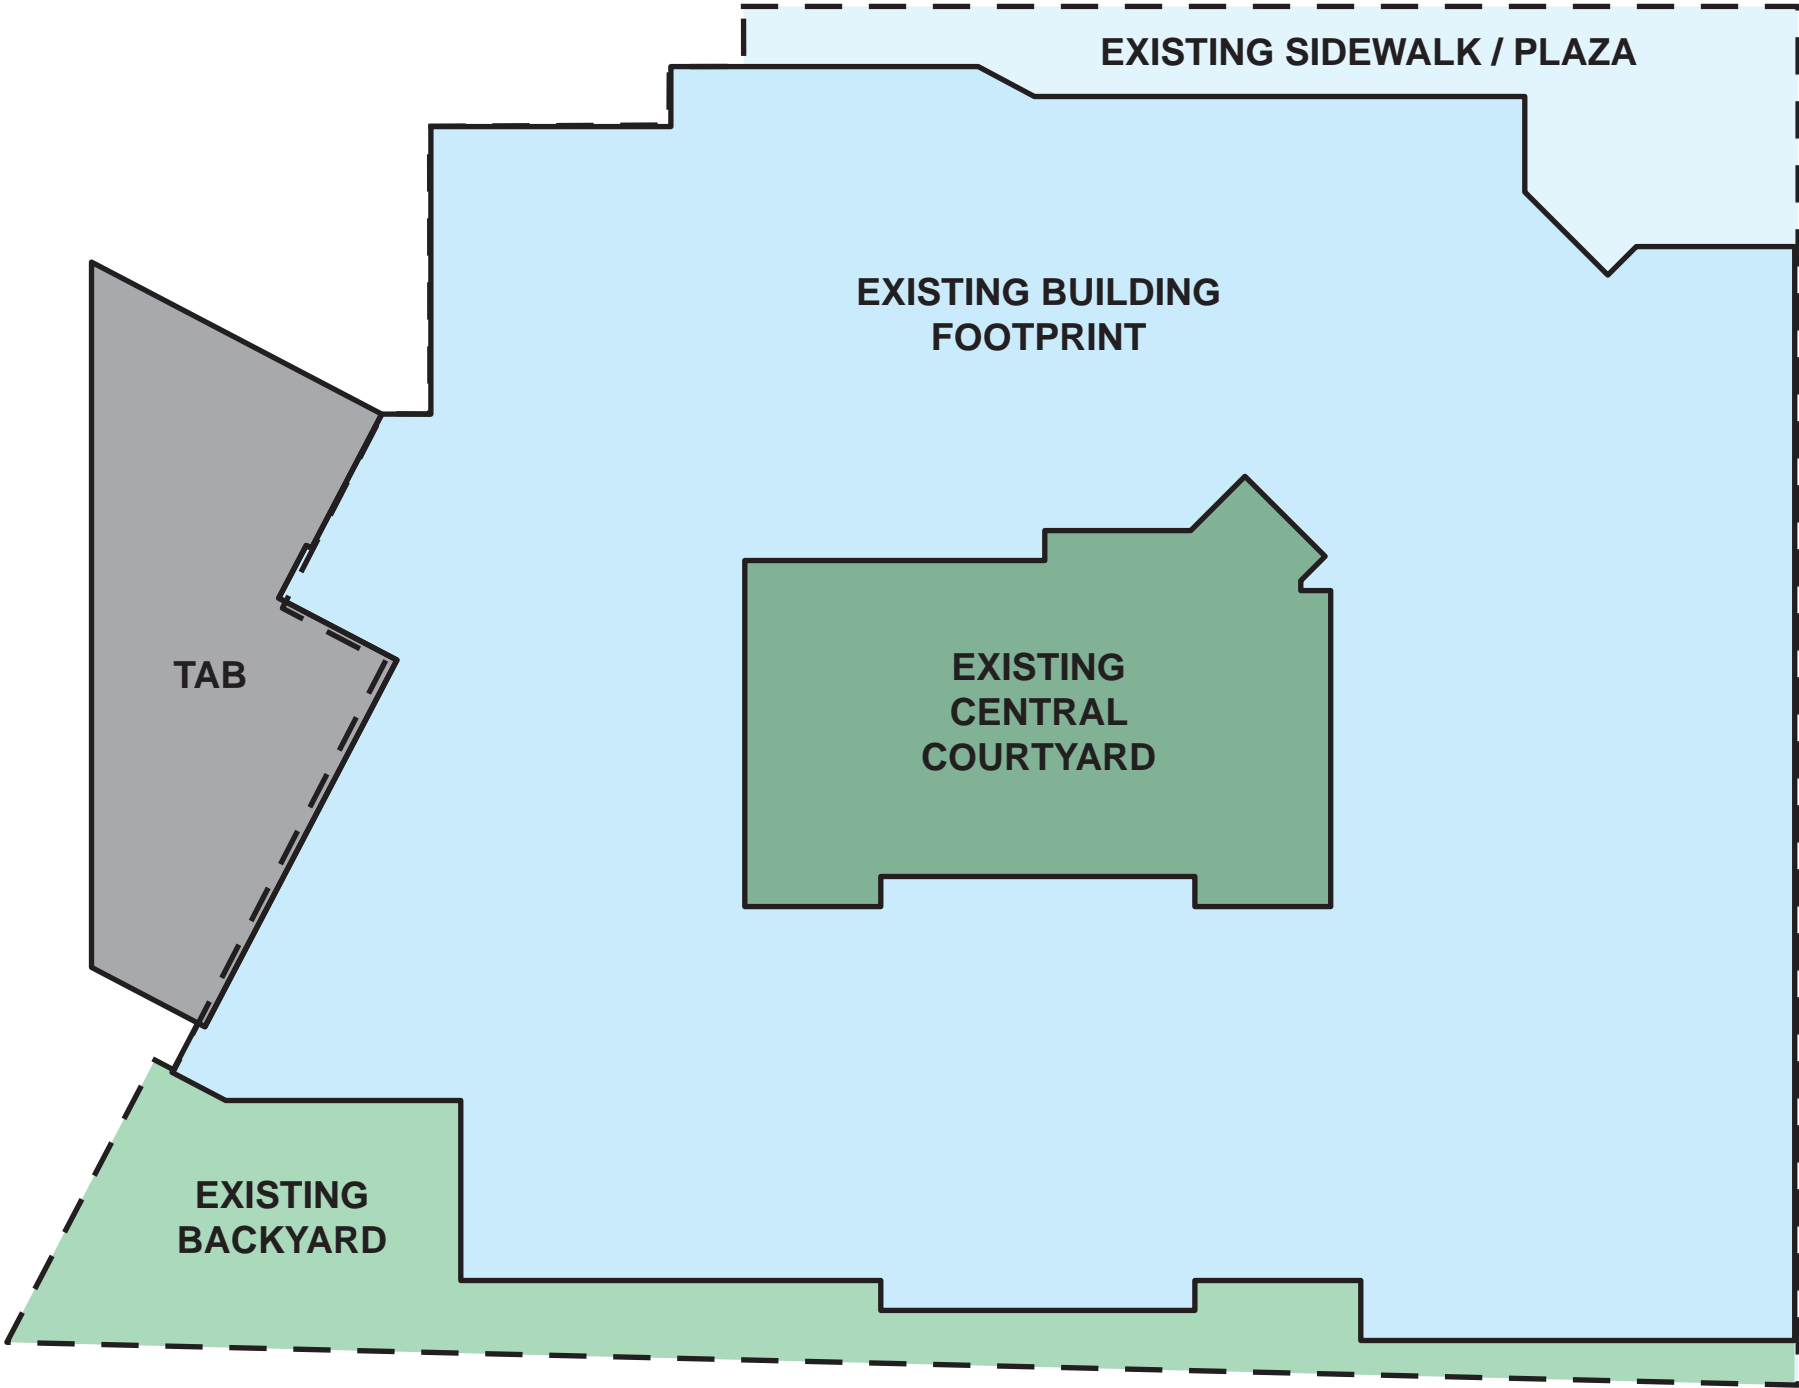 EXISTING SIDEWALK / PLAZA
EXISTING BUILDING
FOOTPRINT
TAB
EXISTING
CENTRAL
COURTYARD
EXISTING
BACKYARD